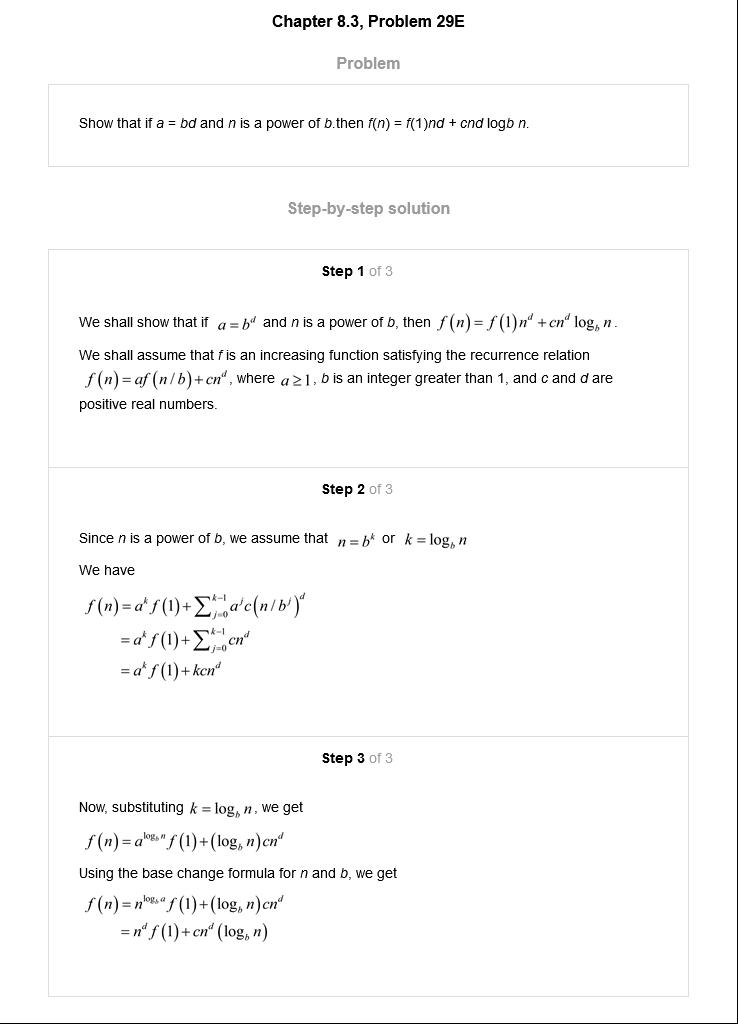 Chapter 8.3, Problem 29E
Problem
Show that if a = bd and n is a power of b.then f(n) = f(1)nd + cnd logb n.
Step-by-step solution
Step 1 of 3
We shall show that if a = b^d and n is a power of b, then f(n) = f(1)n^d + cn^d log_b n.
We shall assume that f is an increasing function satisfying the recurrence relation
f(n) = af(n/b) + cn^d, where a ≥ 1, b is an integer greater than 1, and c and d are
positive real numbers.
Step 2 of 3
Since n is a power of b, we assume that n = b^k or k = log_b n
We have
f(n) = a^k f(1) + ∑_{j=0}^{k-1} a^j c(n/b^j)^d
= a^k f(1) + ∑_{j=0}^{k-1} cn^d
= a^k f(1) + kcn^d
Step 3 of 3
Now, substituting k = log_b n, we get
f(n) = a^{log_b n} f(1) + (log_b n)cn^d
Using the base change formula for n and b, we get
f(n) = n^{log_b a} f(1) + (log_b n)cn^d
= n^d f(1) + cn^d (log_b n)